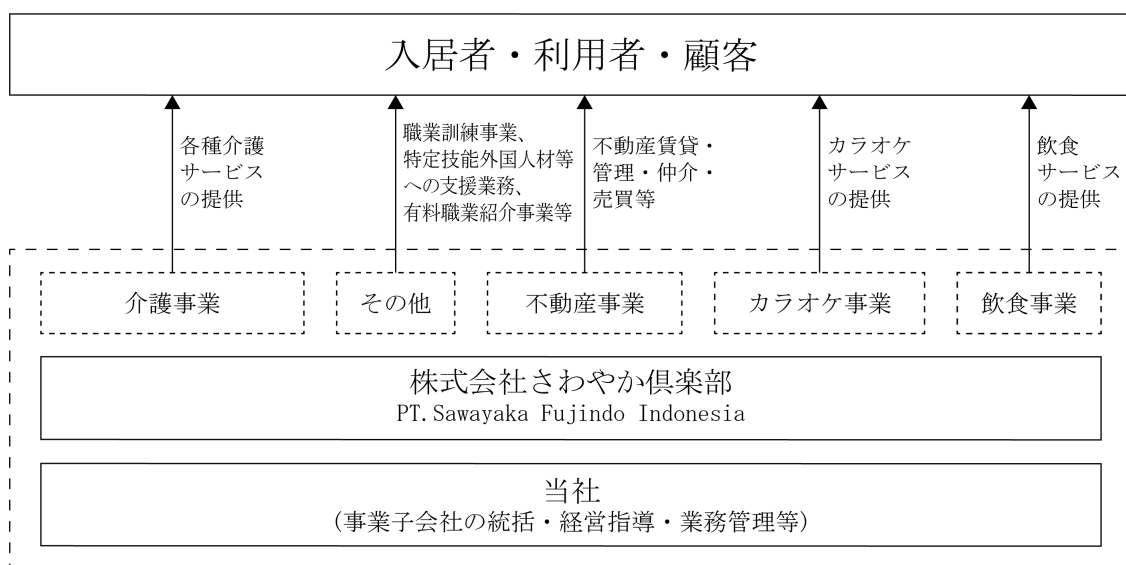 入居者・利用者・顧客
各種介護
サービス
の提供
職業訓練事業、
特定技能外国人材等
への支援業務、
有料職業紹介事業等
不動産賃貸・
管理・仲介・
売買等
カラオケ
サービス
の提供
飲食
サービス
の提供
介護事業
その他
不動産事業
カラオケ事業
飲食事業
株式会社さわやか倶楽部
PT.Sawayaka Fujindo Indonesia
当社
(事業子会社の統括・経営指導・業務管理等)